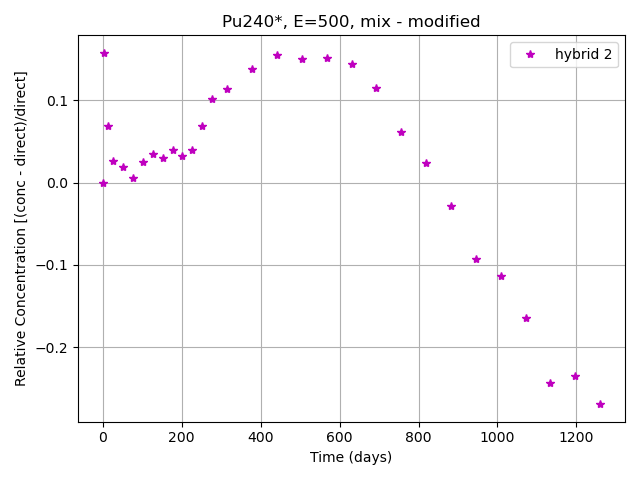 Pu240*, E=500, mix - modified
hybrid 2
Relative Concentration [(conc - direct)/direct]
0.1
0.0
−0.1
−0.2
0 200 400 600 800 1000 1200
Time (days)